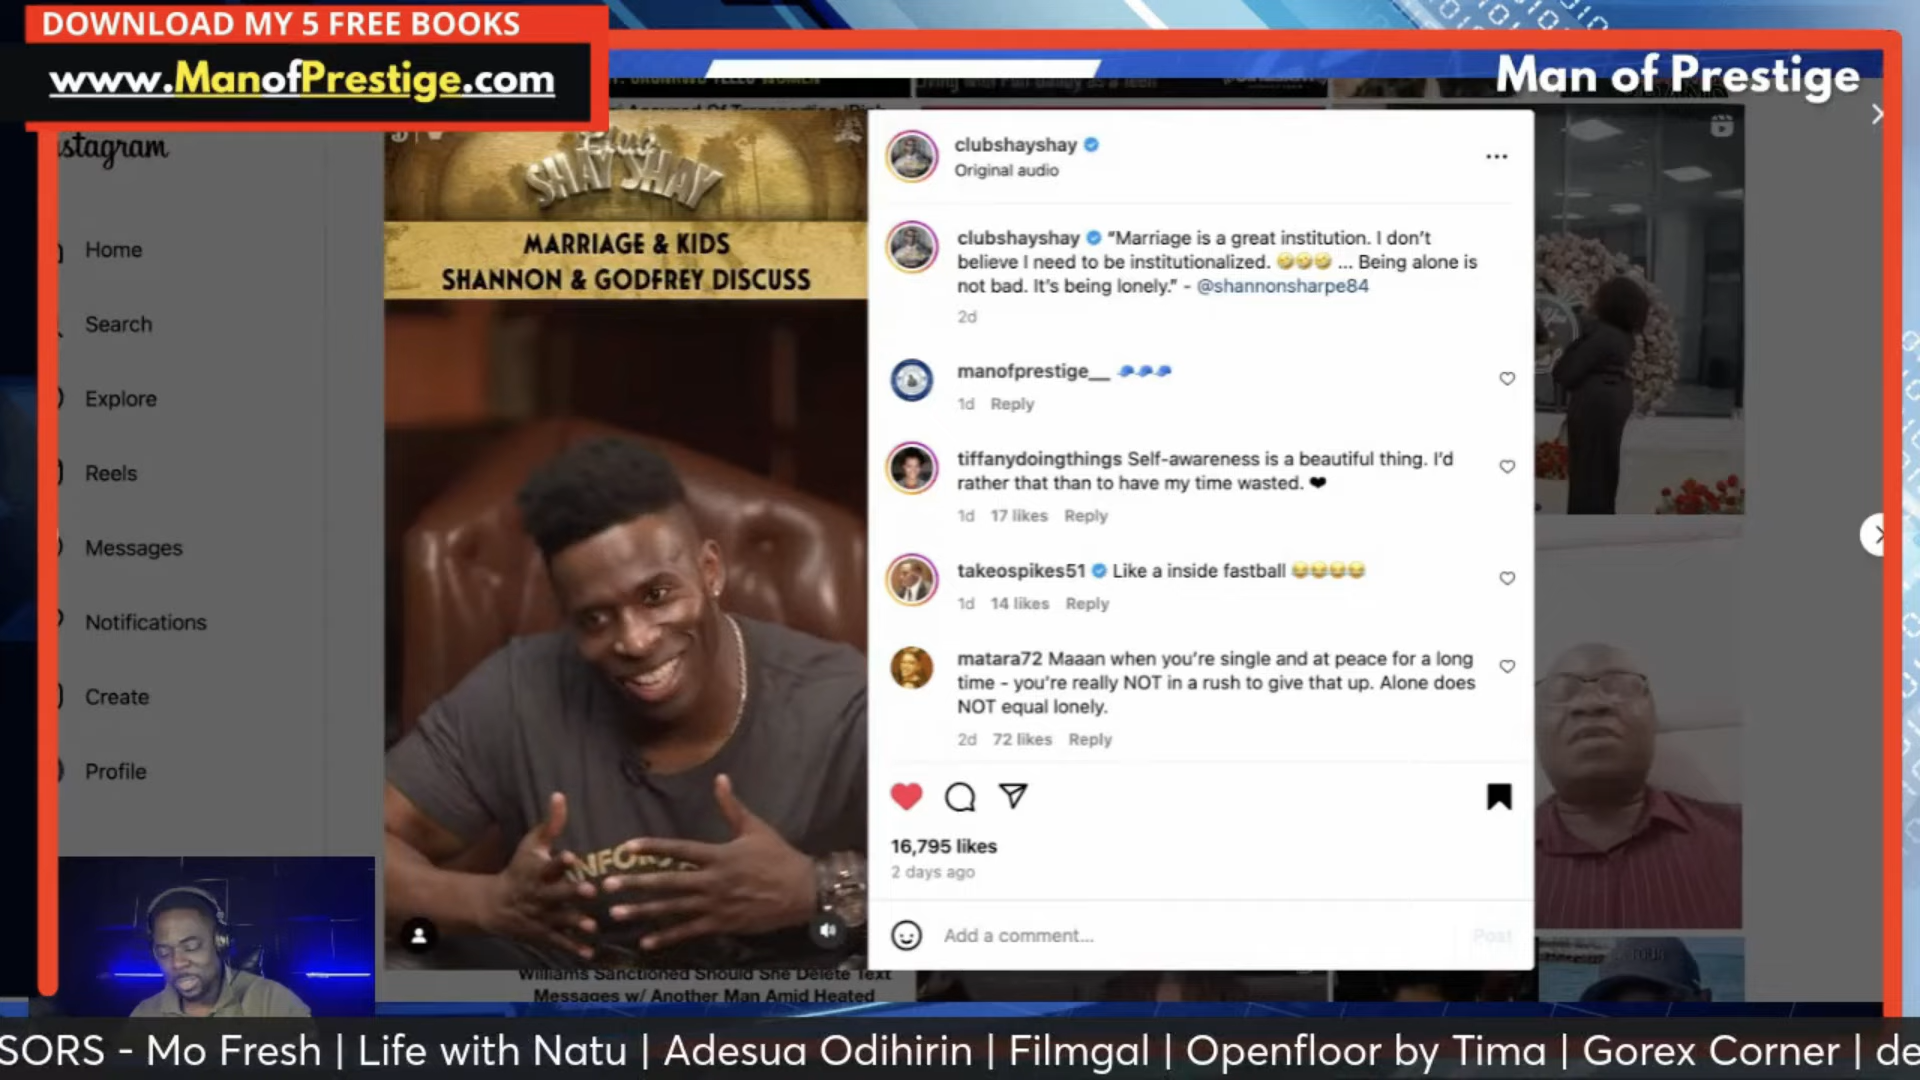 DOWNLOAD MY 5 FREE BOOKS
www.ManofPrestige.com
Man of Prestige
stagram
Home
Search
Explore
Reels
Messages
Notifications
Create
Profile
SHAY SHAY
MARRIAGE & KIDS
SHANNON & GODFREY DISCUSS
clubshayshay
Original audio
clubshayshay “Marriage is a great institution. I don’t
believe I need to be institutionalized. 🤣🤣🤣 ... Being alone is
not bad. It’s being lonely.” - @shannonsharpe84
2d
manofprestige__ 🧢🧢🧢
1d Reply
tiffanydoingthings Self-awareness is a beautiful thing. I’d
rather that than to have my time wasted. 🖤
1d 17 likes Reply
takeospikes51 Like a inside fastball 😂😂😂😂
1d 14 likes Reply
matara72 Maaan when you’re single and at peace for a long
time - you’re really NOT in a rush to give that up. Alone does
NOT equal lonely.
2d 72 likes Reply
16,795 likes
2 days ago
Add a comment...
Post
Williams Sanctioned Should She Delete Text
Messages w/ Another Man Amid Heated
SORS - Mo Fresh | Life with Natu | Adesua Odihirin | Filmgal | Openfloor by Tima | Gorex Corner | de